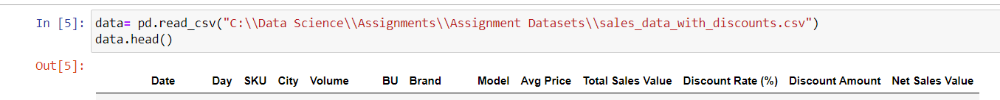 In [5]: data= pd.read_csv("C:\\Data Science\\Assignments\\Assignment Datasets\\sales_data_with_discounts.csv")
data.head()
Out[5]:
Date Day SKU City Volume BU Brand Model Avg Price Total Sales Value Discount Rate (%) Discount Amount Net Sales Value